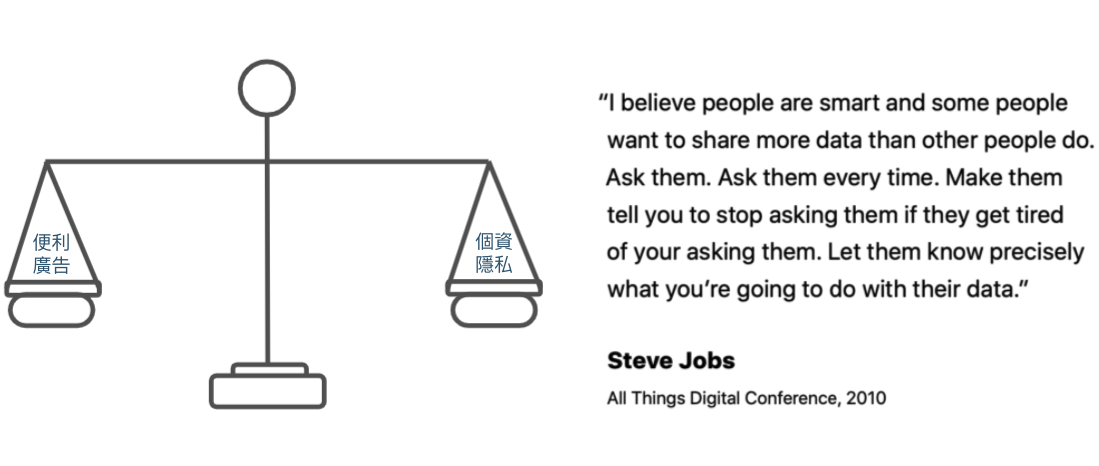 便利
廣告
個資
隱私
“I believe people are smart and some people
want to share more data than other people do.
Ask them. Ask them every time. Make them
tell you to stop asking them if they get tired
of your asking them. Let them know precisely
what you’re going to do with their data.”
Steve Jobs
All Things Digital Conference, 2010